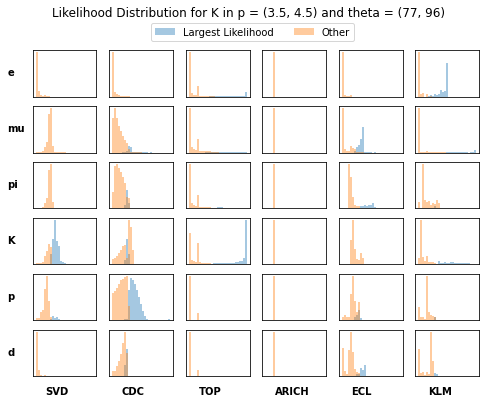 Likelihood Distribution for K in p = (3.5, 4.5) and theta = (77, 96)
Largest Likelihood Other
e
mu
pi
K
p
d
SVD CDC TOP ARICH ECL KLM